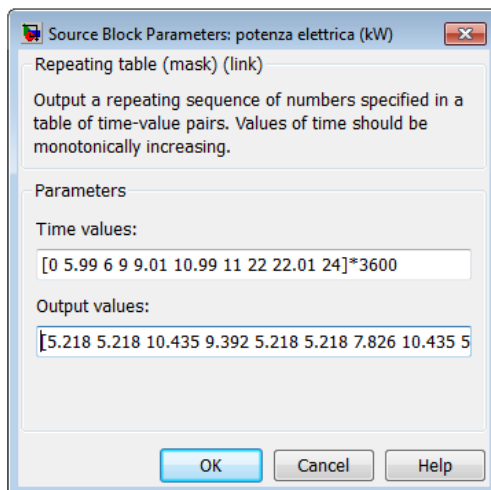 Source Block Parameters: potenza elettrica (kW)
Repeating table (mask) (link)
Output a repeating sequence of numbers specified in a
table of time-value pairs. Values of time should be
monotonically increasing.
Parameters
Time values:
[0 5.99 6 9 9.01 10.99 11 22 22.01 24]*3600
Output values:
[5.218 5.218 10.435 9.392 5.218 5.218 7.826 10.435 5
OK Cancel Help